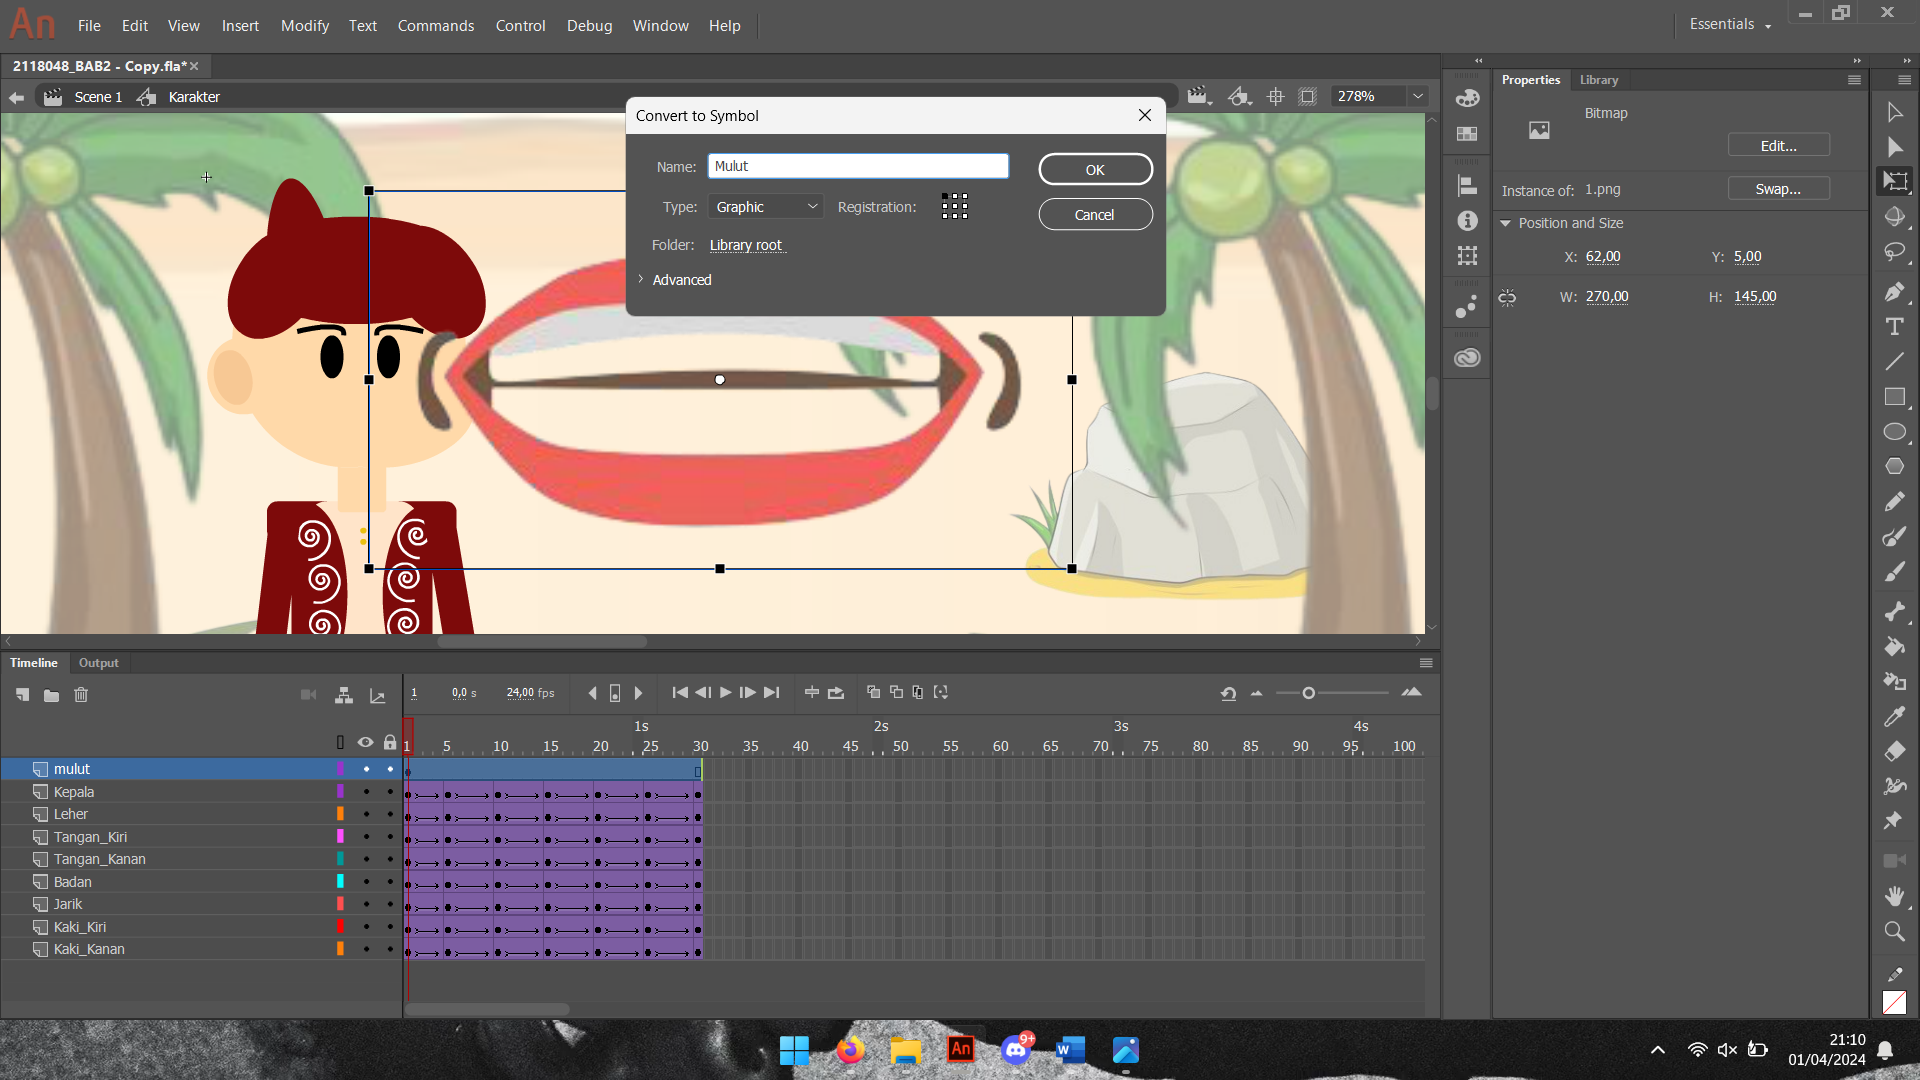 An File Edit View Insert Modify Text Commands Control Debug Window Help Essentials
2118048_BAB2 - Copy.fla*
Scene 1 Karakter 278%
Convert to Symbol
Name: Mulut OK
Type: Graphic Registration: Cancel
Folder: Library root
Advanced
Properties Library
Bitmap
Edit...
Instance of: 1.png Swap...
Position and Size
X: 62,00 Y: 5,00
W: 270,00 H: 145,00
Timeline Output
1 0,0 s 24,00 fps
1s 2s 3s 4s
1 5 10 15 20 25 30 35 40 45 50 55 60 65 70 75 80 85 90 95 100
mulut
Kepala
Leher
Tangan_Kiri
Tangan_Kanan
Badan
Jarik
Kaki_Kiri
Kaki_Kanan
An 9+ W
21:10
01/04/2024